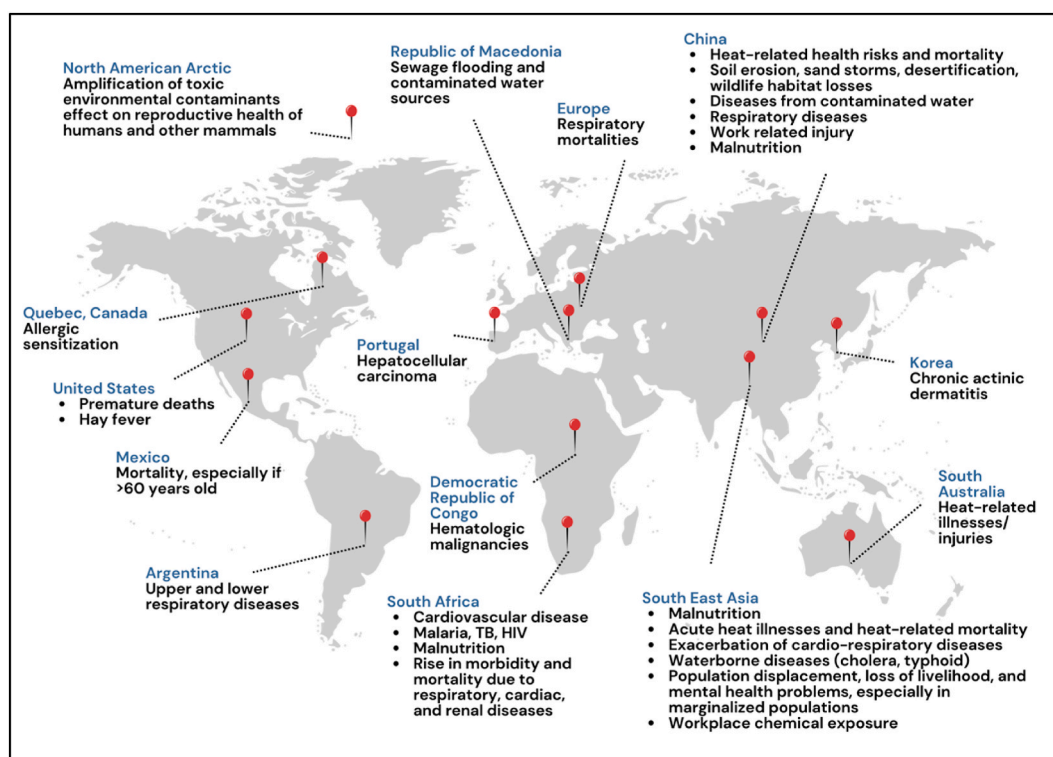 North American Arctic
Amplification of toxic
environmental contaminants
effect on reproductive health of
humans and other mammals
Republic of Macedonia
Sewage flooding and
contaminated water
sources
Europe
Respiratory
mortalities
China
• Heat-related health risks and mortality
• Soil erosion, sand storms, desertification,
wildlife habitat losses
• Diseases from contaminated water
• Respiratory diseases
• Work related injury
• Malnutrition
Quebec, Canada
Allergic
sensitization
United States
• Premature deaths
• Hay fever
Mexico
Mortality, especially if
>60 years old
Argentina
Upper and lower
respiratory diseases
Portugal
Hepatocellular
carcinoma
Democratic
Republic of
Congo
Hematologic
malignancies
South Africa
• Cardiovascular disease
• Malaria, TB, HIV
• Malnutrition
• Rise in morbidity and
mortality due to
respiratory, cardiac,
and renal diseases
Korea
Chronic actinic
dermatitis
South
Australia
Heat-related
illnesses/
injuries
South East Asia
• Malnutrition
• Acute heat illnesses and heat-related mortality
• Exacerbation of cardio-respiratory diseases
• Waterborne diseases (cholera, typhoid)
• Population displacement, loss of livelihood, and
mental health problems, especially in
marginalized populations
• Workplace chemical exposure